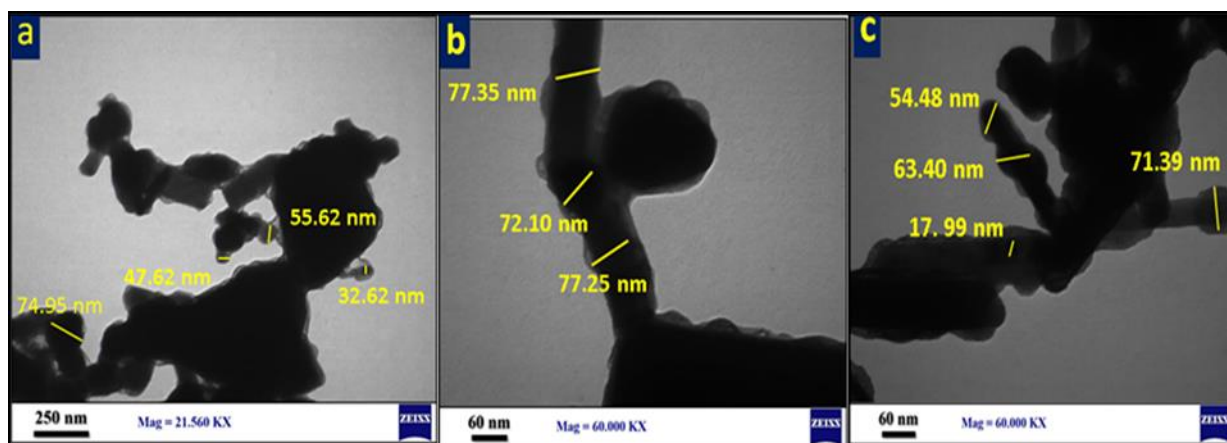 a
55.62 nm
47.62 nm
32.62 nm
74.95 nm
250 nm
Mag = 21.560 KX
ZEISS
b
77.35 nm
72.10 nm
77.25 nm
60 nm
Mag = 60.000 KX
ZEISS
c
54.48 nm
63.40 nm
71.39 nm
17. 99 nm
60 nm
Mag = 60.000 KX
ZEISS